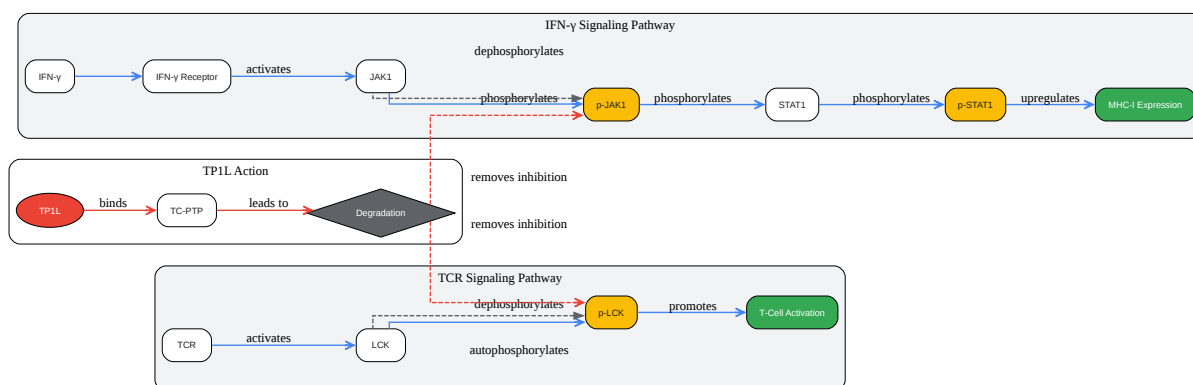 IFN-γ Signaling Pathway
dephosphorylates
IFN-γ
IFN-γ Receptor
activates
JAK1
phosphorylates
p-JAK1
phosphorylates
STAT1
phosphorylates
p-STAT1
upregulates
MHC-I Expression
TP1L Action
removes inhibition
TP1L
binds
TC-PTP
leads to
Degradation
removes inhibition
TCR Signaling Pathway
dephosphorylates
p-LCK
promotes
T-Cell Activation
TCR
activates
LCK
autophosphorylates